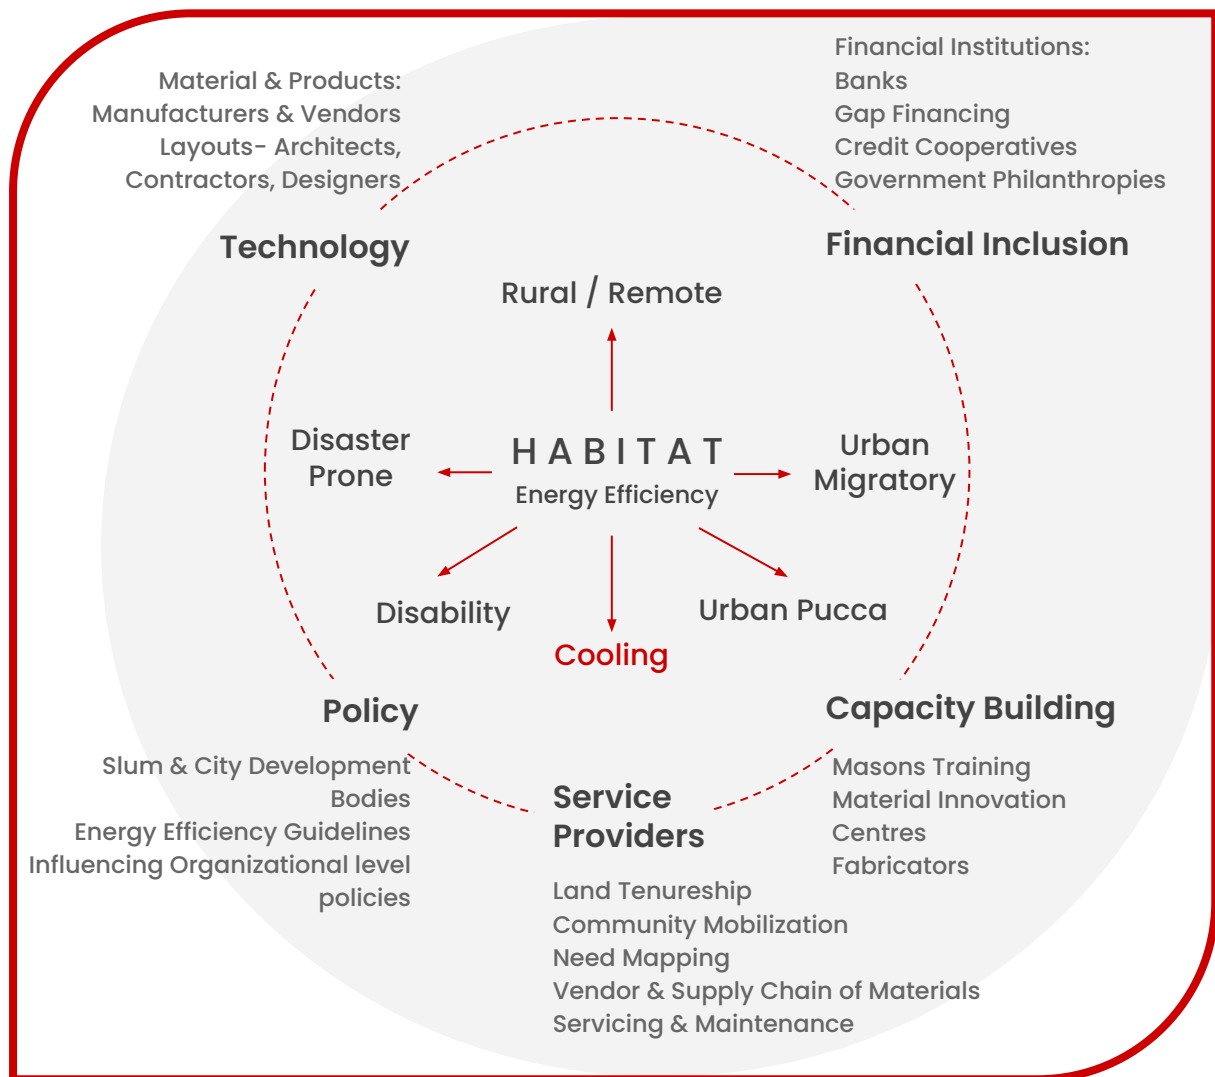 Material & Products:
Manufacturers & Vendors
Layouts- Architects,
Contractors, Designers
Technology
Financial Institutions:
Banks
Gap Financing
Credit Cooperatives
Government Philanthropies
Financial Inclusion
Rural / Remote
Disaster
Prone
HABITAT
Energy Efficiency
Urban
Migratory
Disability
Cooling
Urban Pucca
Policy
Slum & City Development
Bodies
Energy Efficiency Guidelines
Influencing Organizational level
policies
Service
Providers
Land Tenureship
Community Mobilization
Need Mapping
Vendor & Supply Chain of Materials
Servicing & Maintenance
Capacity Building
Masons Training
Material Innovation
Centres
Fabricators